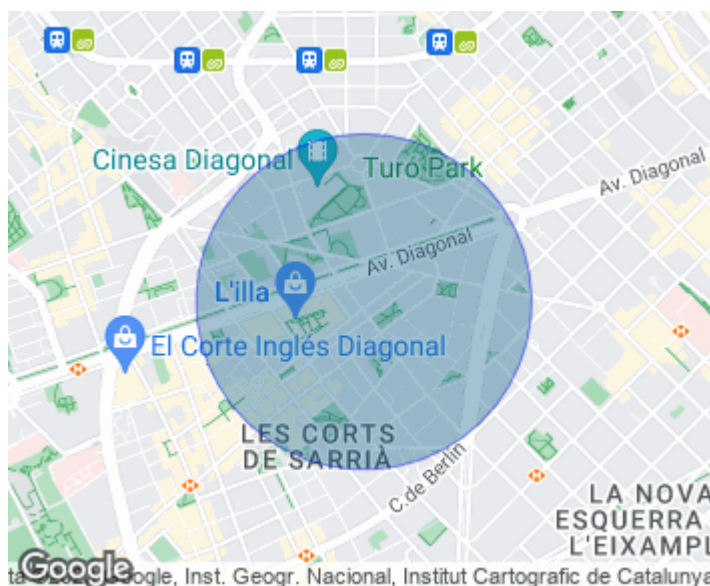 Cinesa Diagonal
Turó Park
Av. Diagonal
Av. Diagonal
L'illa
El Corte Inglés Diagonal
LES CORTS
DE SARRIÀ
C.de Berlín
LA NOVA
ESQUERRA
L'EIXAMPL
Google
Google, Inst. Geogr. Nacional, Institut Cartografic de Catalunya